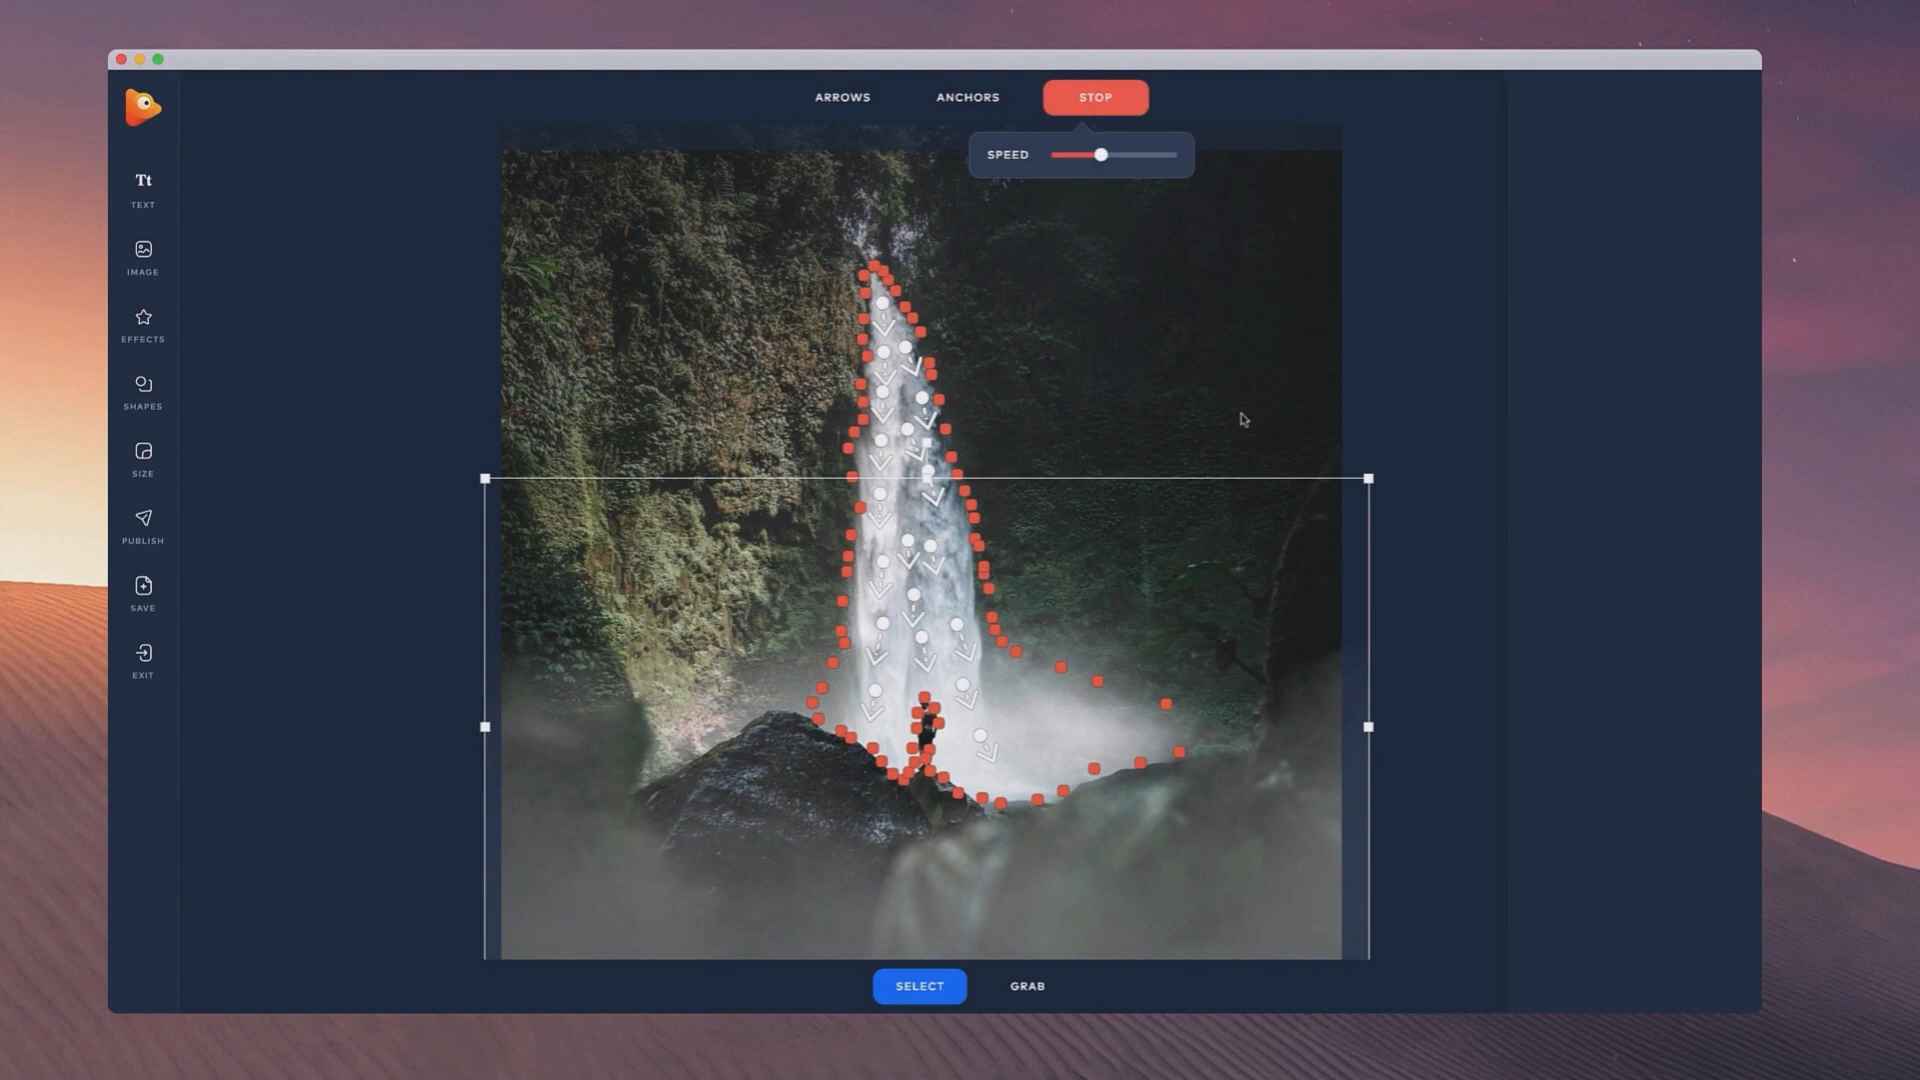 ARROWS
ANCHORS
STOP
SPEED
Tt
TEXT
IMAGE
EFFECTS
SHAPES
SIZE
PUBLISH
SAVE
EXIT
SELECT
GRAB